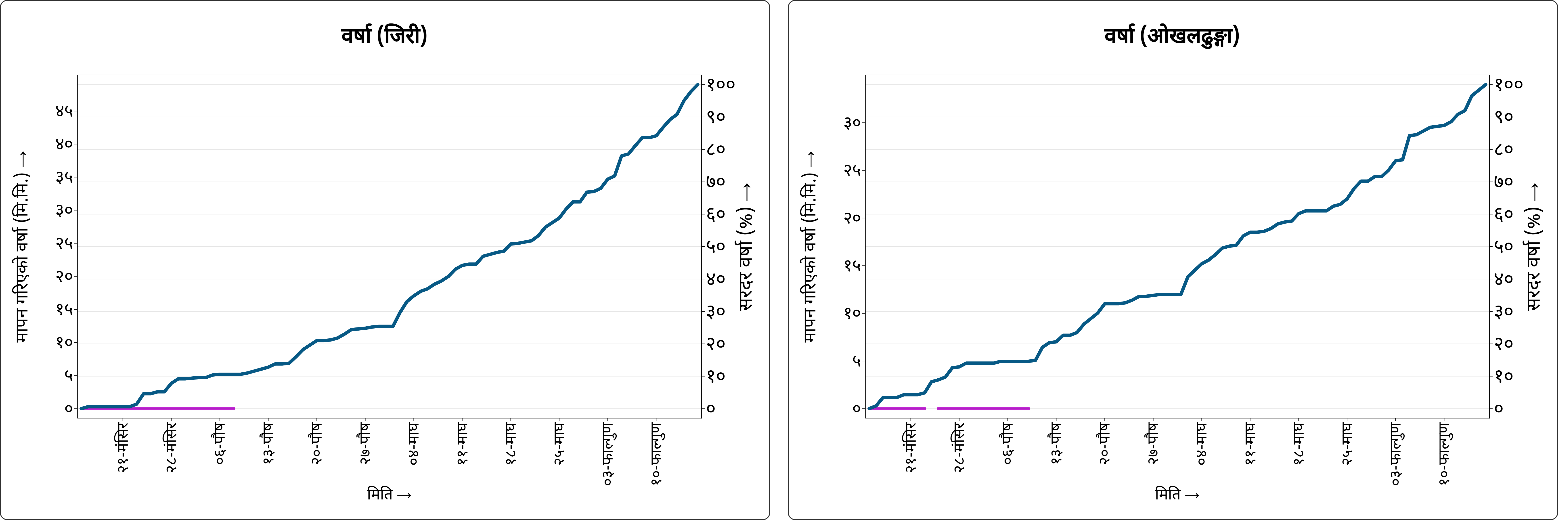 वर्षा (जिरी)
मापन गरिएको वर्षा (मि.मि.) →
४५
४०
३५
३०
२५
२०
१५
१०
५
०
१००
९०
८०
७०
६०
५०
४०
३०
२०
१०
०
सरदर वर्षा (%) →
२१-मंसिर
२८-मंसिर
०६-पौष
१३-पौष
२०-पौष
२७-पौष
०४-माघ
११-माघ
१८-माघ
२५-माघ
०३-फाल्गुण
१०-फाल्गुण
मिति →
वर्षा (ओखलढुङ्गा)
मापन गरिएको वर्षा (मि.मि.) →
३०
२५
२०
१५
१०
५
०
१००
९०
८०
७०
६०
५०
४०
३०
२०
१०
०
सरदर वर्षा (%) →
२१-मंसिर
२८-मंसिर
०६-पौष
१३-पौष
२०-पौष
२७-पौष
०४-माघ
११-माघ
१८-माघ
२५-माघ
०३-फाल्गुण
१०-फाल्गुण
मिति →